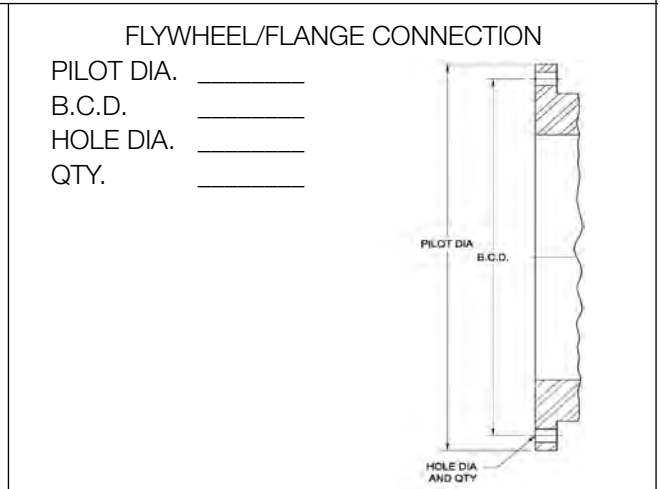 FLYWHEEL/FLANGE CONNECTION
PILOT DIA. ________
B.C.D. ________
HOLE DIA. ________
QTY. ________
PILOT DIA
B.C.D.
HOLE DIA
AND QTY